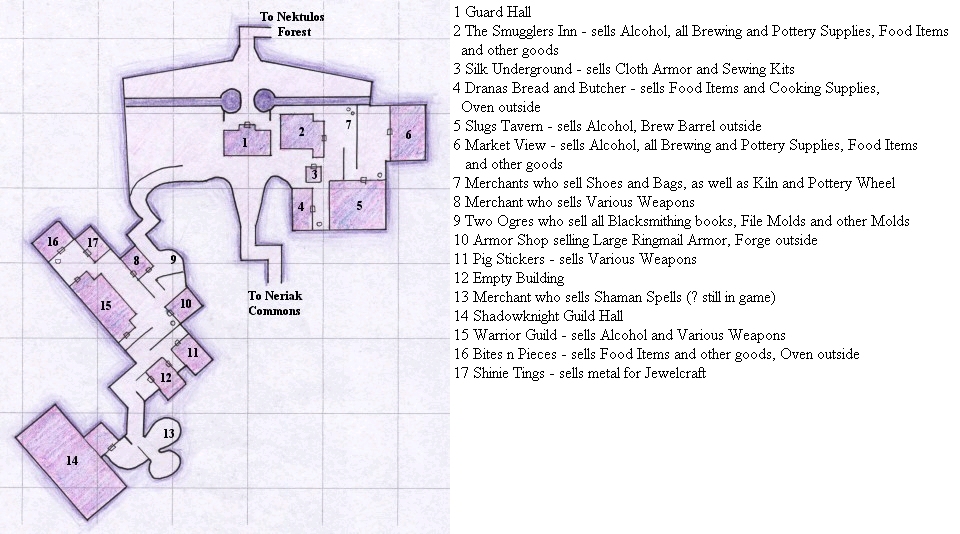 To Nektulos
Forest
1
2
7
6
3
4
5
To Neriak
Commons
16
17
8
9
15
10
11
12
13
14
1 Guard Hall
2 The Smugglers Inn - sells Alcohol, all Brewing and Pottery Supplies, Food Items
and other goods
3 Silk Underground - sells Cloth Armor and Sewing Kits
4 Dranas Bread and Butcher - sells Food Items and Cooking Supplies,
Oven outside
5 Slugs Tavern - sells Alcohol, Brew Barrel outside
6 Market View - sells Alcohol, all Brewing and Pottery Supplies, Food Items
and other goods
7 Merchants who sell Shoes and Bags, as well as Kiln and Pottery Wheel
8 Merchant who sells Various Weapons
9 Two Ogres who sell all Blacksmithing books, File Molds and other Molds
10 Armor Shop selling Large Ringmail Armor, Forge outside
11 Pig Stickers - sells Various Weapons
12 Empty Building
13 Merchant who sells Shaman Spells (? still in game)
14 Shadowknight Guild Hall
15 Warrior Guild - sells Alcohol and Various Weapons
16 Bites n Pieces - sells Food Items and other goods, Oven outside
17 Shinie Tings - sells metal for Jewelcraft